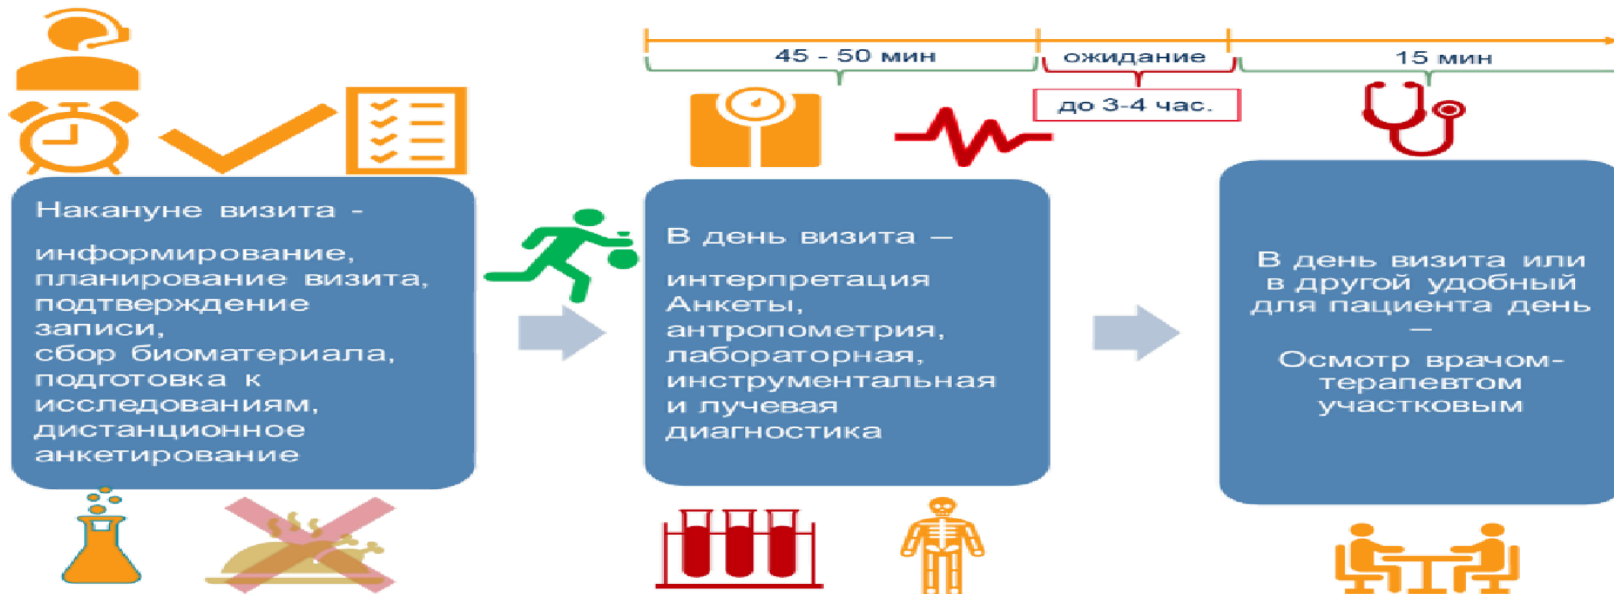 45 - 50 мин
ожидание
15 мин
до 3-4 час.
Накануне визита -
информирование,
планирование визита,
подтверждение
записи,
сбор биоматериала,
подготовка к
исследованиям,
дистанционное
анкетирование
В день визита –
интерпретация
Анкеты,
антропометрия,
лабораторная,
инструментальная
и лучевая
диагностика
В день визита или
в другой удобный
для пациента день
–
Осмотр врачом-
терапевтом
участковым